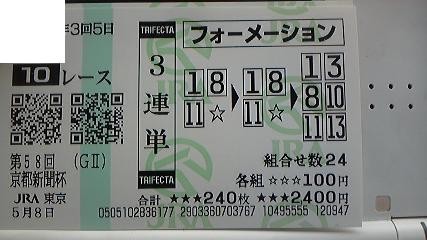 年3回5日
10レース
第58回 (GⅡ)
京都新聞杯
JRA 東京
5月8日
TRIFECTA
3連単
TRIFECTA
フォーメーション
1 8 ▶ 1 8 ▶ 1 3
11 ☆ 11 ☆ 8 10
11 13
組合せ数24
各組 ☆☆☆100円
合計 ★★★240枚 ★★★2400円
0505102836177 2903360703767 10495555 120947
JRA